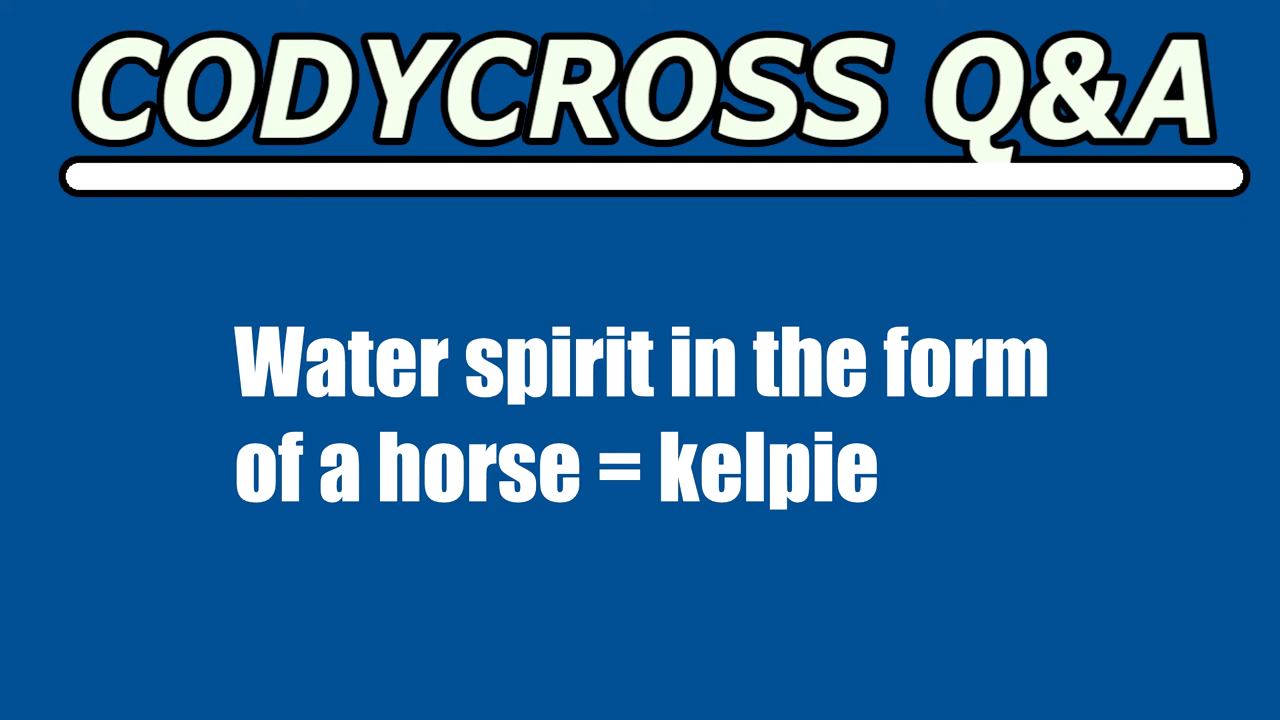 CODYCROSS Q&A
Water spirit in the form
of a horse = kelpie